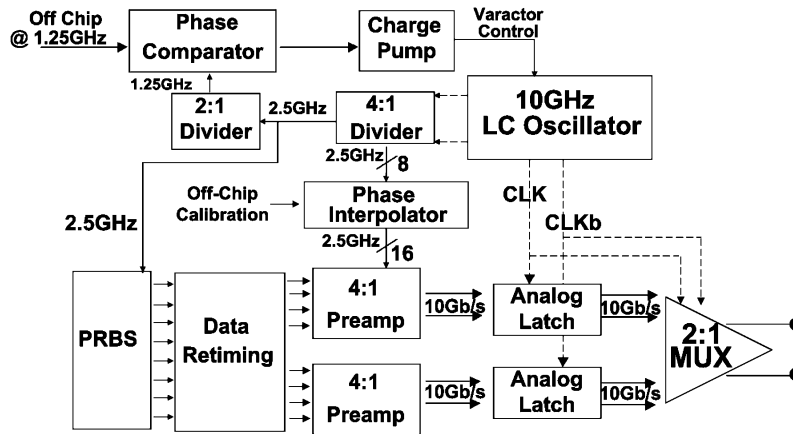 Off Chip
@ 1.25GHz
Phase
Comparator
Charge
Pump
Varactor
Control
1.25GHz
2:1
Divider
2.5GHz
4:1
Divider
10GHz
LC Oscillator
2.5GHz
8
Off-Chip
Calibration
Phase
Interpolator
CLK
CLKb
2.5GHz
2.5GHz
16
PRBS
Data
Retiming
4:1
Preamp
10Gb/s
Analog
Latch
10Gb/s
2:1
MUX
4:1
Preamp
10Gb/s
Analog
Latch
10Gb/s